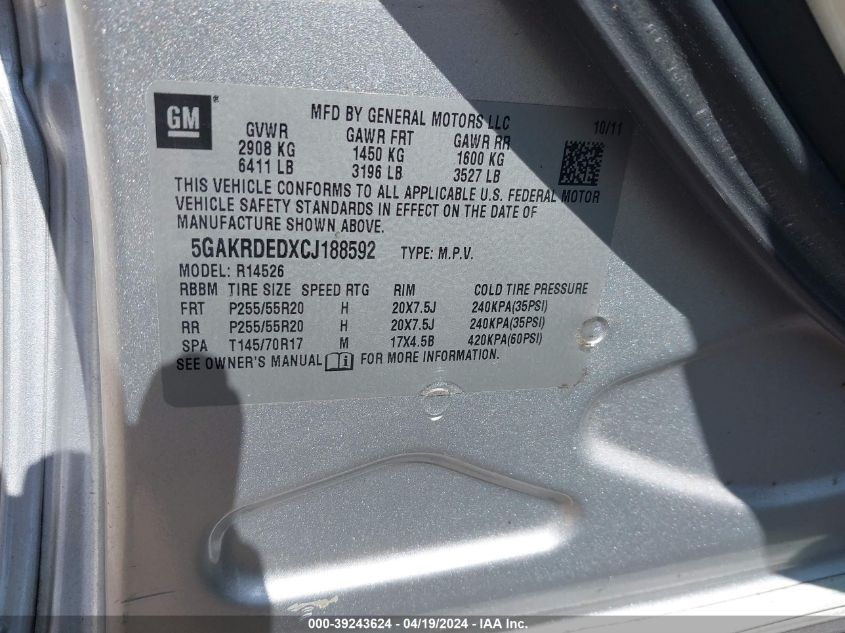 GM®
MFD BY GENERAL MOTORS LLC
10/11
GVWR GAWR FRT GAWR RR
2908 KG 1450 KG 1600 KG
6411 LB 3196 LB 3527 LB
THIS VEHICLE CONFORMS TO ALL APPLICABLE U.S. FEDERAL MOTOR
VEHICLE SAFETY STANDARDS IN EFFECT ON THE DATE OF
MANUFACTURE SHOWN ABOVE.
5GAKRDEDXCJ188592 TYPE: M.P.V.
MODEL: R14526
RBBM TIRE SIZE SPEED RTG RIM COLD TIRE PRESSURE
FRT P255/55R20 H 20X7.5J 240KPA(35PSI)
RR P255/55R20 H 20X7.5J 240KPA(35PSI)
SPA T145/70R17 M 17X4.5B 420KPA(60PSI)
SEE OWNER'S MANUAL FOR MORE INFORMATION.
000-39243624 - 04/19/2024 - IAAI.com